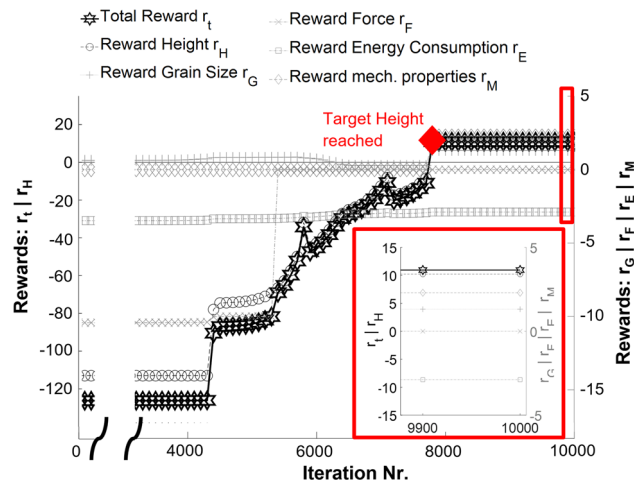 Total Reward r_t
Reward Height r_H
Reward Grain Size r_G
Reward Force r_F
Reward Energy Consumption r_E
Reward mech. properties r_M
Target Height
reached
Rewards: r_t | r_H
20
0
-20
-40
-60
-80
-100
-120
5
0
-5
-10
-15
Rewards: r_G | r_F | r_E | r_M
0
4000
6000
8000
10000
Iteration Nr.
r_t | r_H
15
10
5
0
-5
-10
-15
5
0
-5
r_G | r_F | r_E | r_M
9900
10000